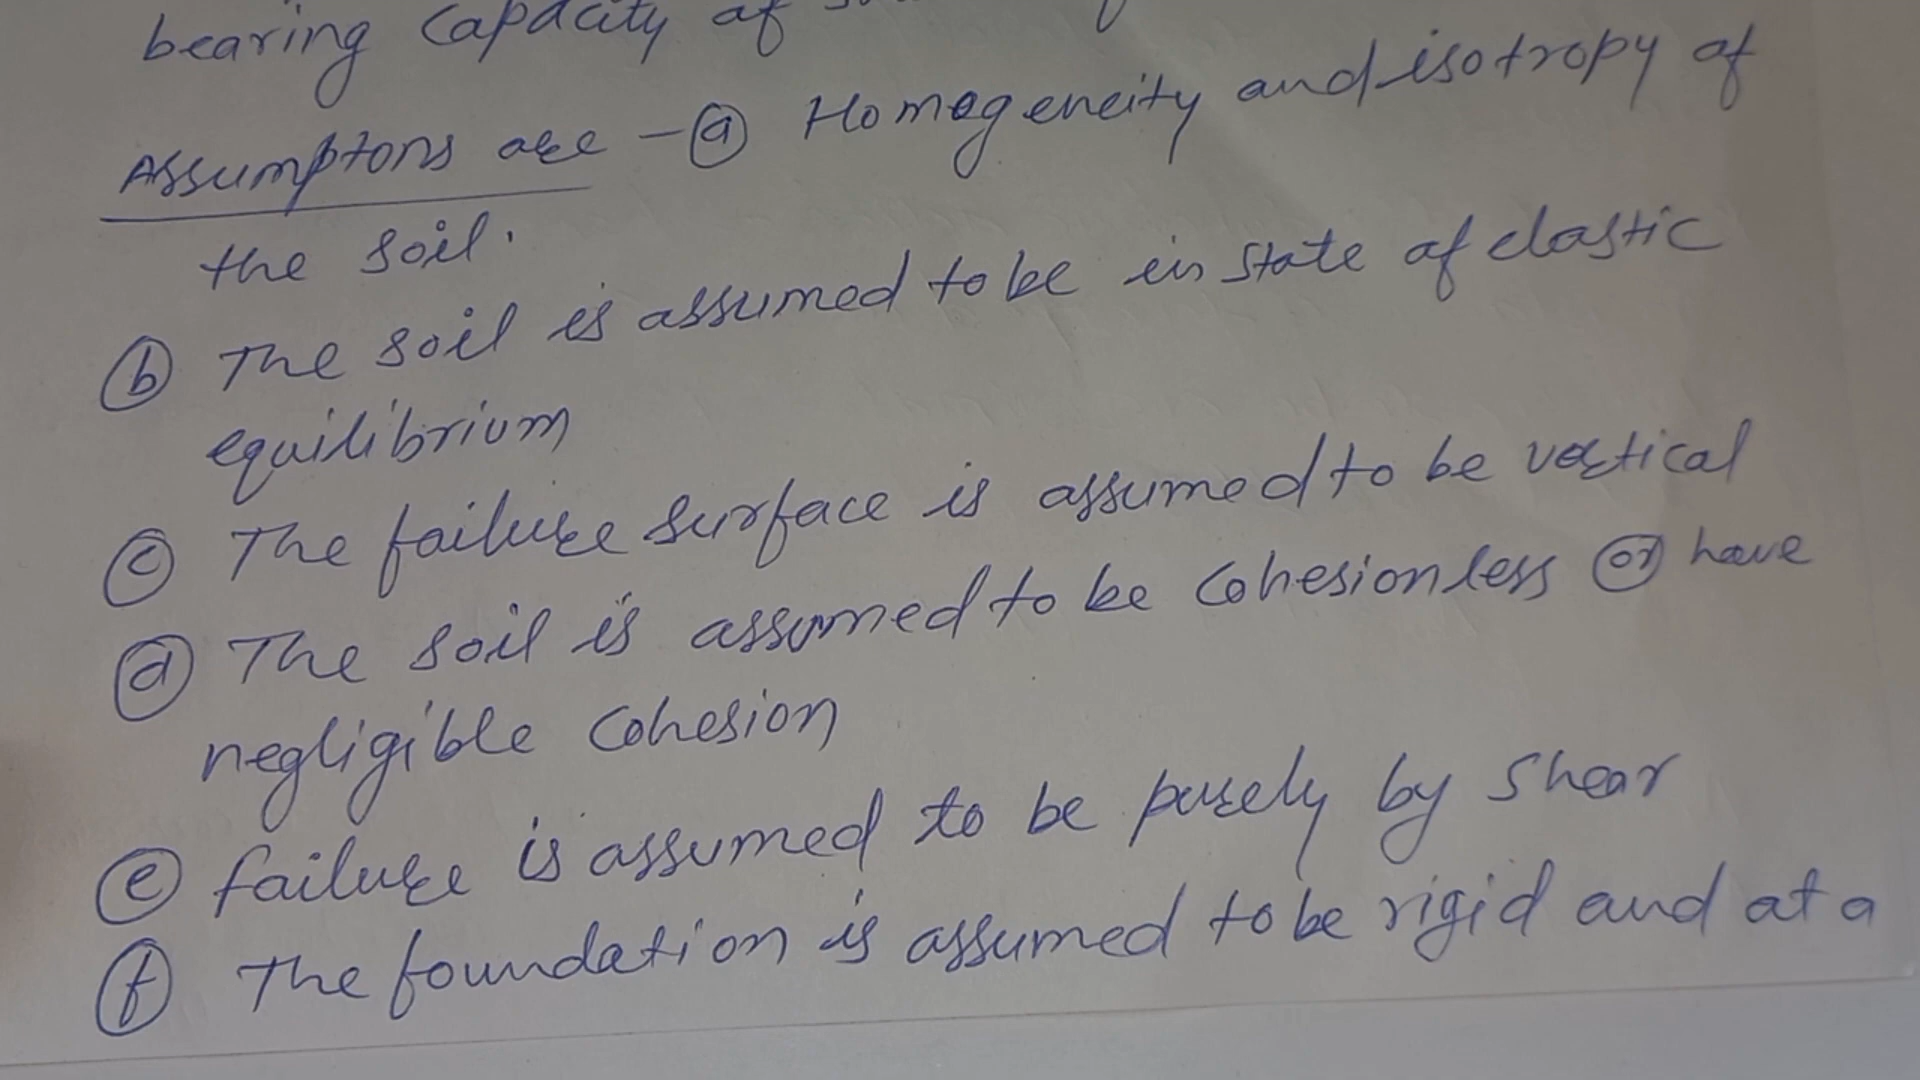 bearing capacity of
Assumptons are - (a) Homogeneity and isotropy of
the soil.
(b) The soil is assumed to be in state of elastic
equilibrium
(c) The failure surface is assumed to be vertical
(d) The soil is assumed to be Cohesionless (or) have
negligible Cohesion
(e) failure is assumed to be purely by shear
(f) The foundation is assumed to be rigid and at a